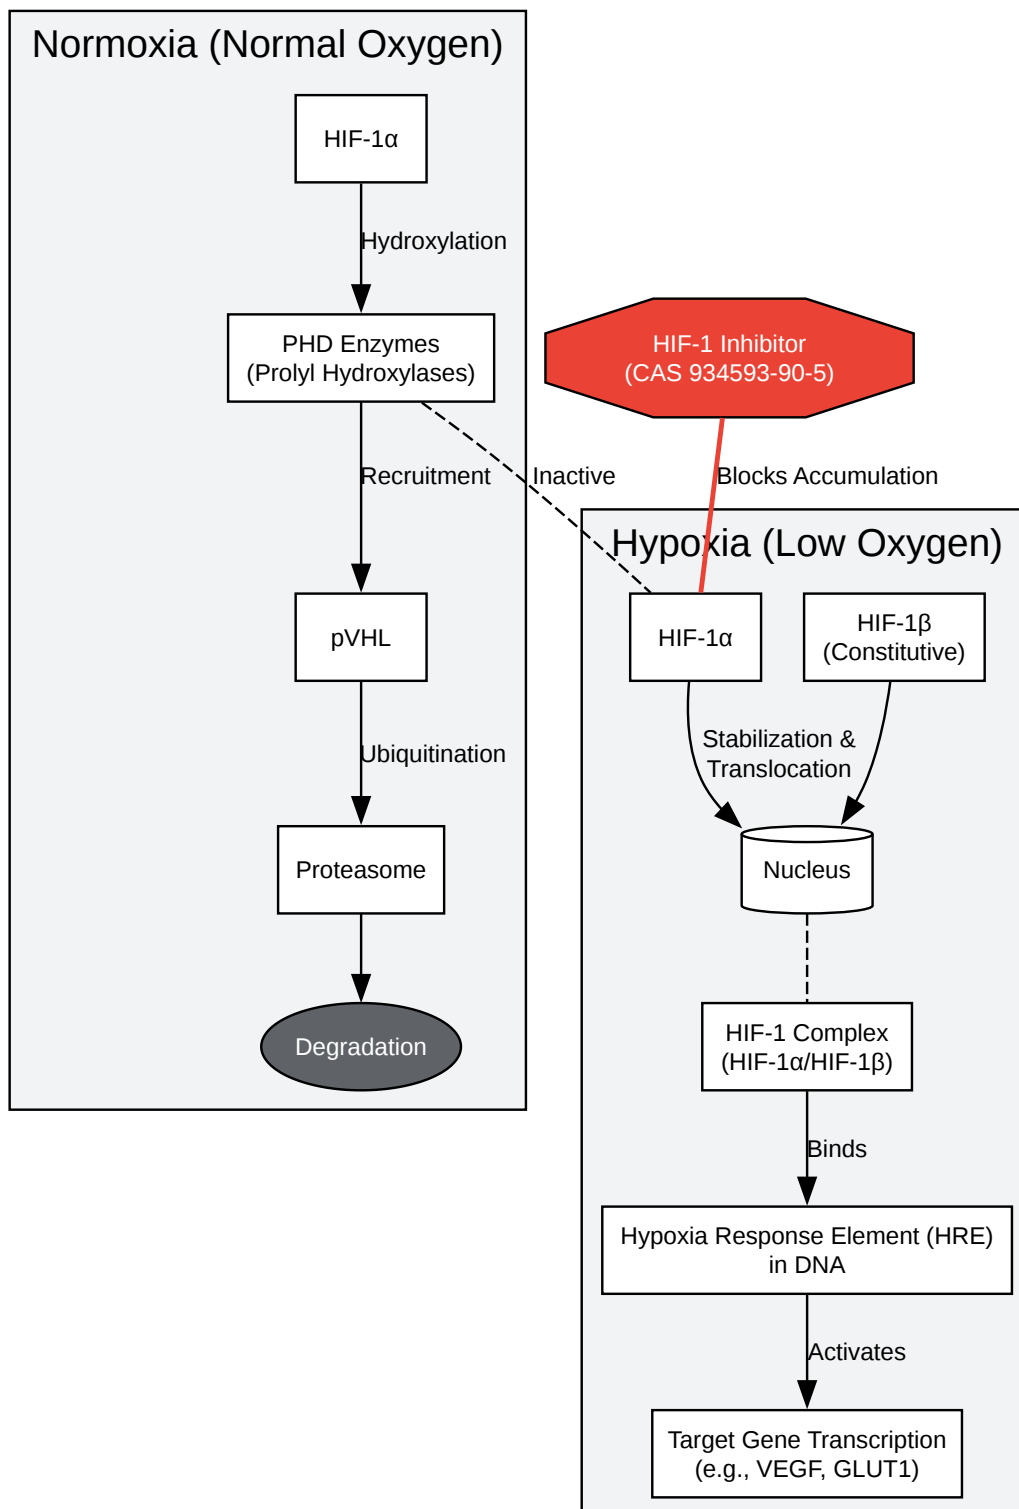 Normoxia (Normal Oxygen)
HIF-1α
Hydroxylation
PHD Enzymes
(Prolyl Hydroxylases)
HIF-1 Inhibitor
(CAS 934593-90-5)
Recruitment
Inactive
Blocks Accumulation
Hypoxia (Low Oxygen)
pVHL
HIF-1α
HIF-1β
(Constitutive)
Ubiquitination
Stabilization &
Translocation
Proteasome
Nucleus
Degradation
HIF-1 Complex
(HIF-1α/HIF-1β)
Binds
Hypoxia Response Element (HRE)
in DNA
Activates
Target Gene Transcription
(e.g., VEGF, GLUT1)